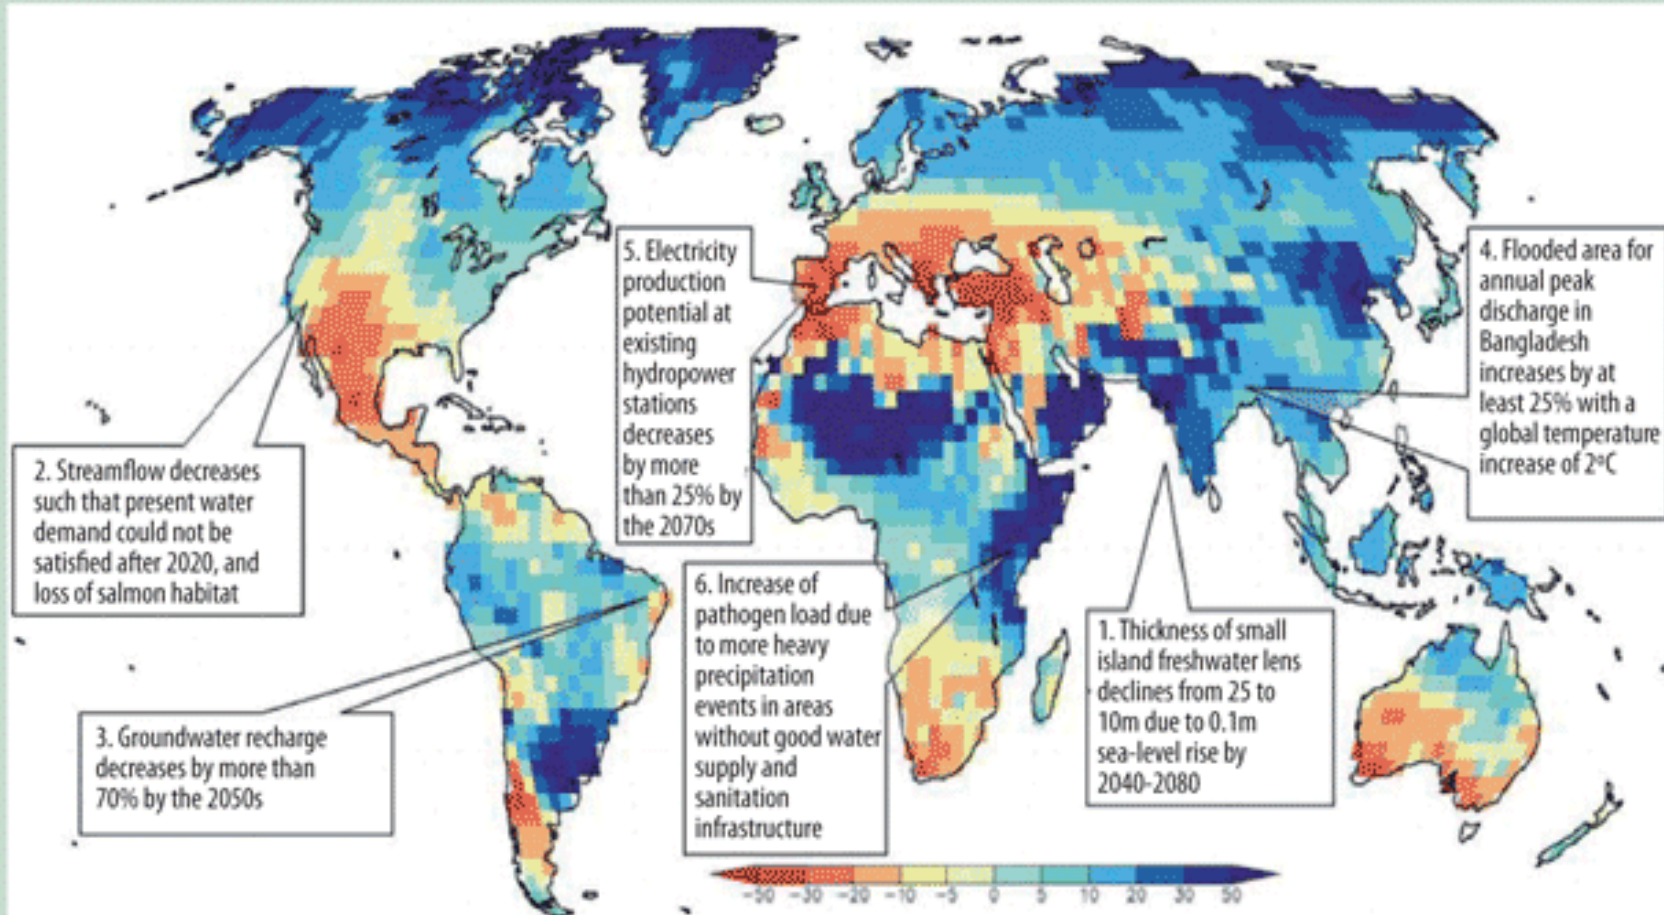 5. Electricity
production
potential at
existing
hydropower
stations
decreases
by more
than 25% by
the 2070s
4. Flooded area for
annual peak
discharge in
Bangladesh
increases by at
least 25% with a
global temperature
increase of 2ºC
2. Streamflow decreases
such that present water
demand could not be
satisfied after 2020, and
loss of salmon habitat
6. Increase of
pathogen load due
to more heavy
precipitation
events in areas
without good water
supply and
sanitation
infrastructure
1. Thickness of small
island freshwater lens
declines from 25 to
10m due to 0.1m
sea-level rise by
2040-2080
3. Groundwater recharge
decreases by more than
70% by the 2050s
-50 -30 -20 -10 -5 0 5 10 20 30 50